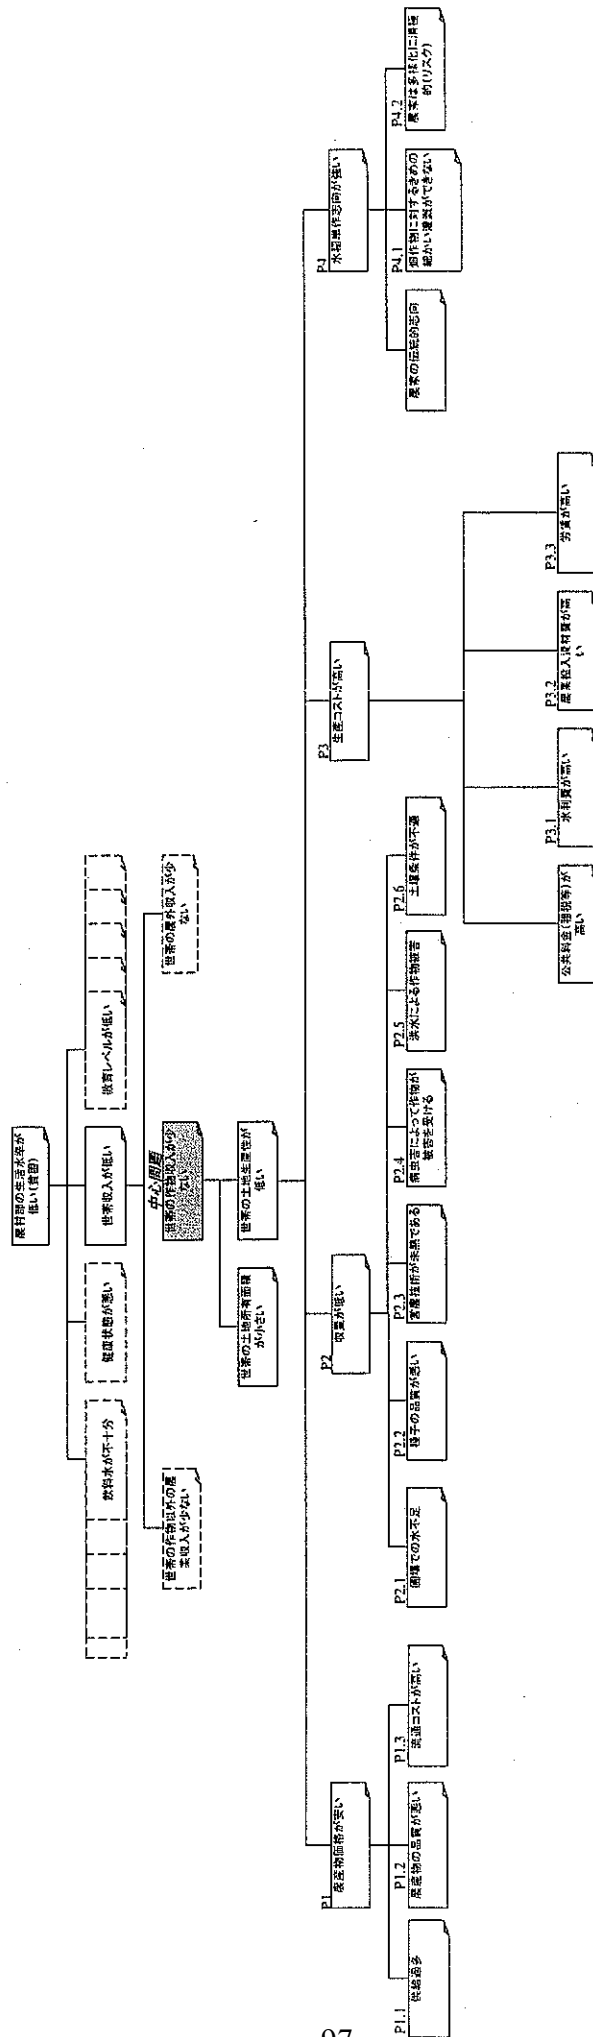 農村部の生活水準が
低い(貧困)
飲料水が不十分
健康状態が悪い
世帯収入が低い
教育レベルが低い
中心問題
世帯の作物以外の農
業収入が少ない
世帯の作物収入が少
ない
世帯の農外収入が少
ない
世帯の土地所有面積
が小さい
世帯の土地生産性が
低い
P1
農産物価格が安い
P2
収量が低い
P3
生産コストが高い
P4
水稲単作志向が強い
P1.1
供給過多
P1.2
農産物の品質が悪い
P1.3
流通コストが高い
P2.1
圃場での水不足
P2.2
種子の品質が悪い
P2.3
営農技術が未熟である
P2.4
病虫害によって作物が
被害を受ける
P2.5
洪水による作物被害
P2.6
土壌条件が不適
農家の伝統的志向
P4.1
畑作物に対するきめの
細かい灌漑ができない
P4.2
農家は多様化に消極
的(リスク)
公共料金(種税等)が
高い
P3.1
水利費が高い
P3.2
農業投入資材費が高
い
P3.3
労賃が高い
97